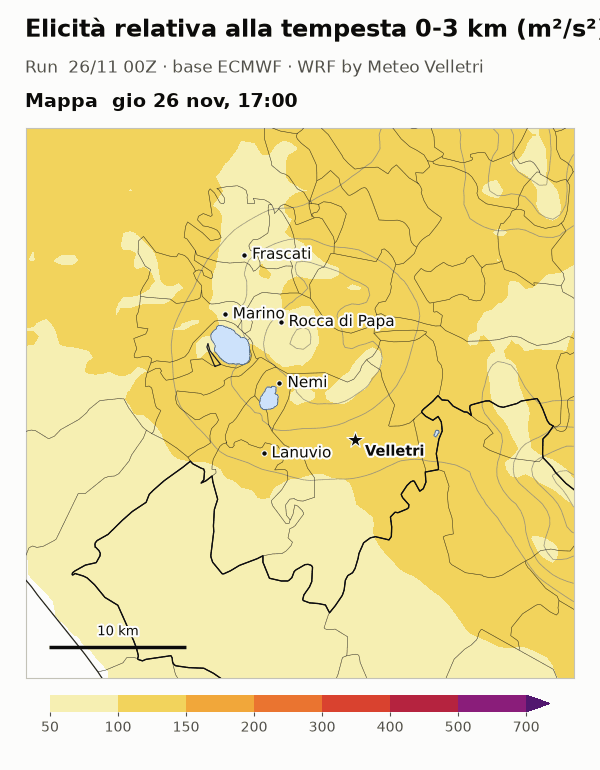 Elicità relativa alla tempesta 0-3 km (m²/s²)
Run 26/11 00Z · base ECMWF · WRF by Meteo Velletri
Mappa gio 26 nov, 17:00
Frascati
Marino
Rocca di Papa
Nemi
Velletri
Lanuvio
10 km
50 100 150 200 300 400 500 700